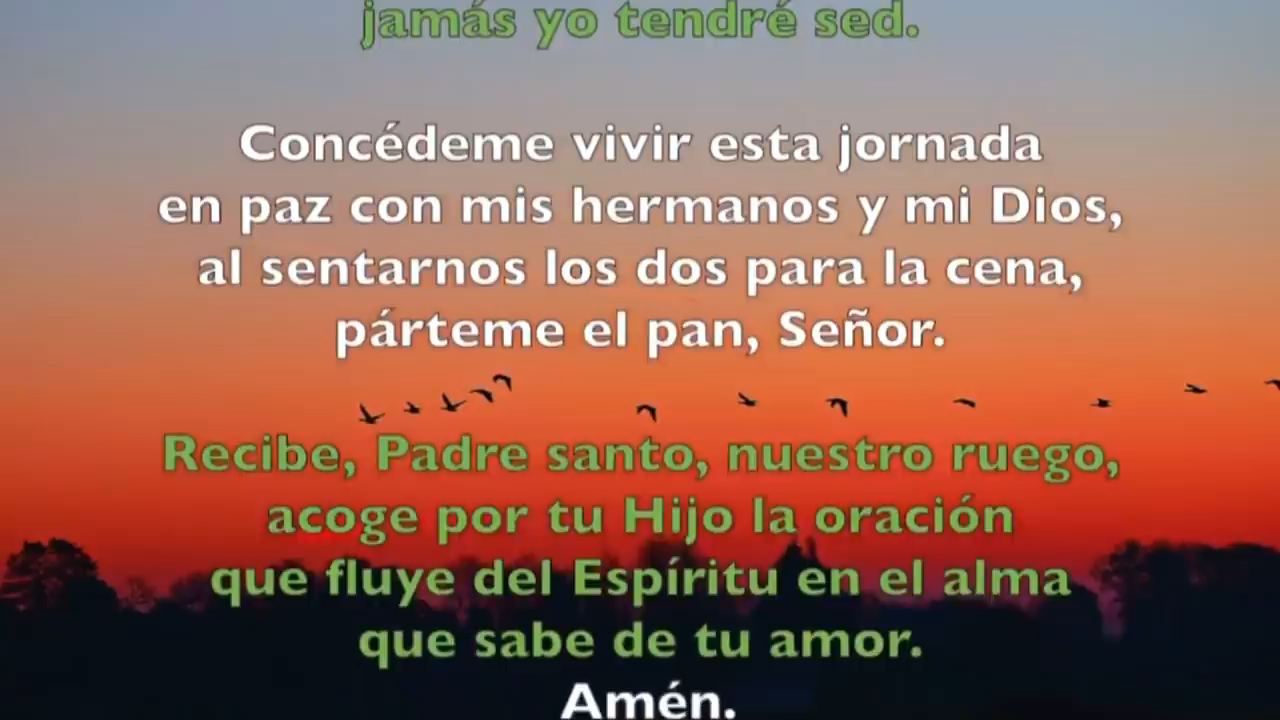 jamás yo tendré sed.
Concédeme vivir esta jornada
en paz con mis hermanos y mi Dios,
al sentarnos los dos para la cena,
párteme el pan, Señor.
Recibe, Padre santo, nuestro ruego,
acoge por tu Hijo la oración
que fluye del Espíritu en el alma
que sabe de tu amor.
Amén.